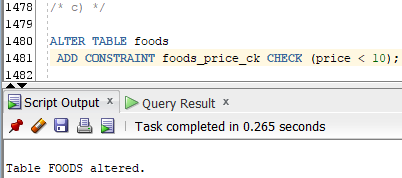 1478
/* c) */
1479
1480
ALTER TABLE foods
1481
ADD CONSTRAINT foods_price_ck CHECK (price < 10);
1482
Script Output x
Query Result x
Task completed in 0.265 seconds
Table FOODS altered.